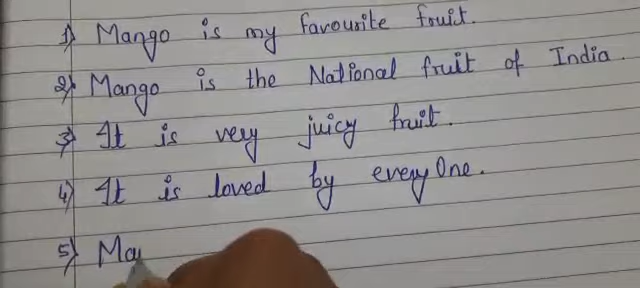 1) Mango is my favourite fruit.
2) Mango is the National fruit of India.
3) It is very juicy fruit.
4) It is loved by everyOne.
5) Ma